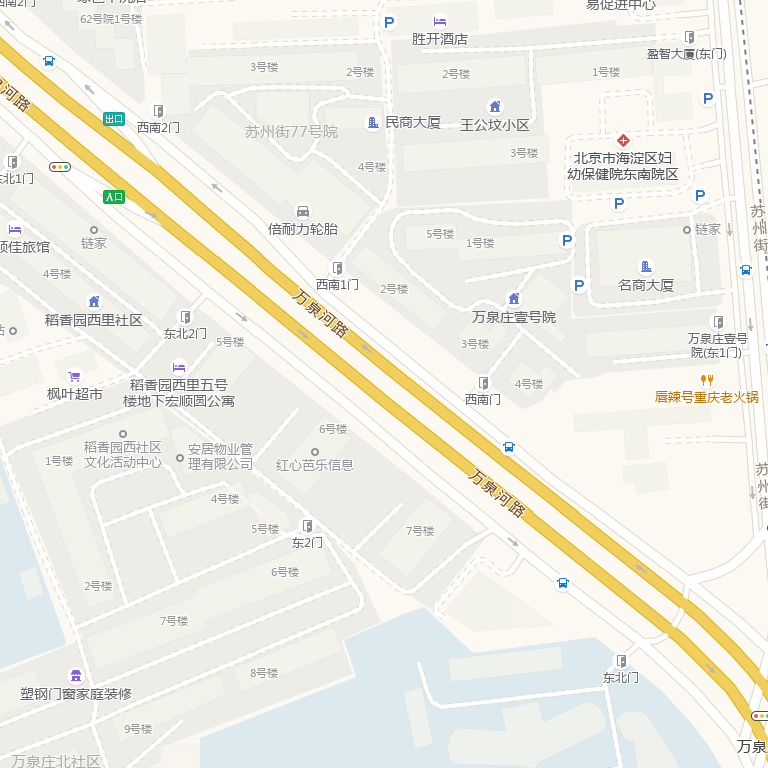 西南2门
62号院1号楼
易促进中心
胜开酒店
盈智大厦(东门)
3号楼
2号楼
2号楼
1号楼
万泉河路
出口
西南2门
苏州街77号院
民商大厦
王公坟小区
3号楼
北京市海淀区妇
幼保健院东南院区
4号楼
东北1门
入口
链家
倍耐力轮胎
5号楼
1号楼
链家
苏州街
顺佳旅馆
4号楼
西南1门
2号楼
名商大厦
稻香园西里社区
东北2门
万泉河路
万泉庄壹号院
5号楼
3号楼
万泉庄壹号
院(东1门)
枫叶超市
稻香园西里五号
楼地下宏顺圆公寓
西南门
4号楼
唇辣号重庆老火锅
稻香园西社区
文化活动中心
1号楼
安居物业管
理有限公司
6号楼
红心芭乐信息
万泉河路
苏州街
4号楼
5号楼
东2门
7号楼
2号楼
6号楼
7号楼
8号楼
塑钢门窗家庭装修
东北门
9号楼
万泉庄北社区
万泉